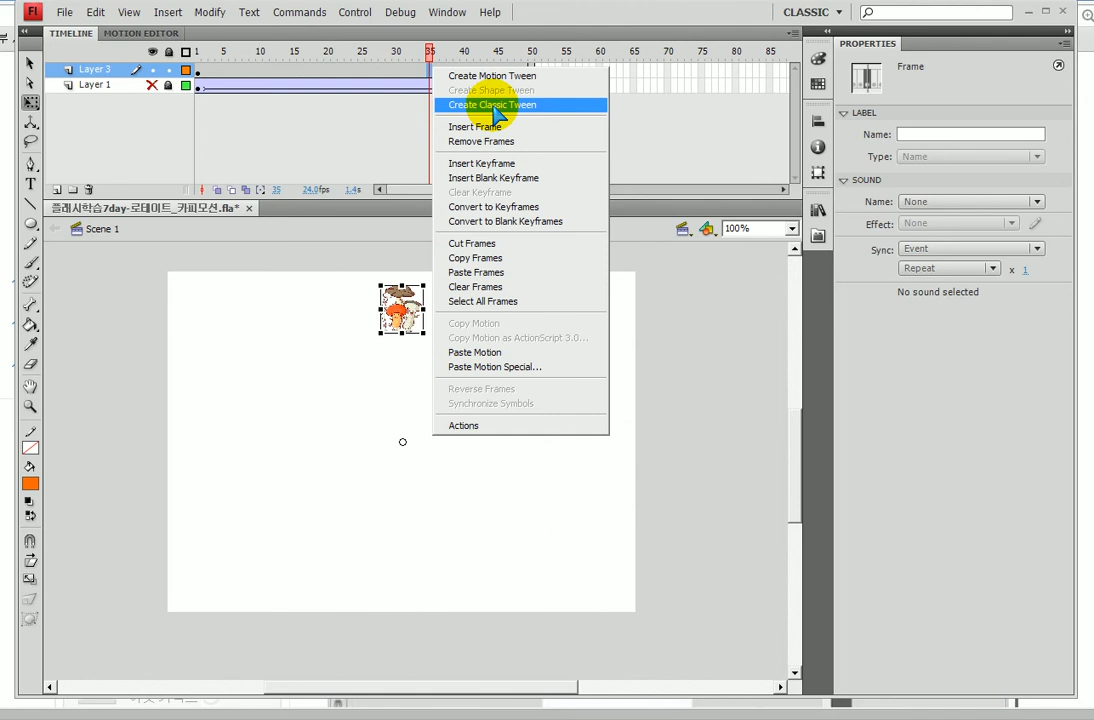 Fl File Edit View Insert Modify Text Commands Control Debug Window Help CLASSIC
TIMELINE MOTION EDITOR
1 5 10 15 20 25 30 35 40 45 50 55 60 65 70 75 80 85
Layer 3
Layer 1
35 24.0fps 1.4s
플래시학습7day-로테이트_카피모션.fla*
Scene 1
100%
Create Motion Tween
Create Shape Tween
Create Classic Tween
Insert Frame
Remove Frames
Insert Keyframe
Insert Blank Keyframe
Clear Keyframe
Convert to Keyframes
Convert to Blank Keyframes
Cut Frames
Copy Frames
Paste Frames
Clear Frames
Select All Frames
Copy Motion
Copy Motion as ActionScript 3.0...
Paste Motion
Paste Motion Special...
Reverse Frames
Synchronize Symbols
Actions
PROPERTIES
Frame
LABEL
Name:
Type: Name
SOUND
Name: None
Effect: None
Sync: Event
Repeat x 1
No sound selected